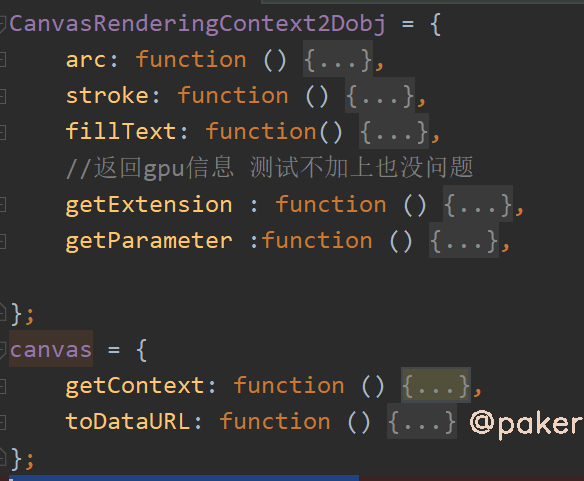 CanvasRenderingContext2Dobj = {
arc: function () {...},
stroke: function () {...},
fillText: function() {...},
//返回gpu信息 测试不加上也没问题
getExtension : function () {...},
getParameter :function () {...},
};
canvas = {
getContext: function () {...},
toDataURL: function () {...} @paker
};